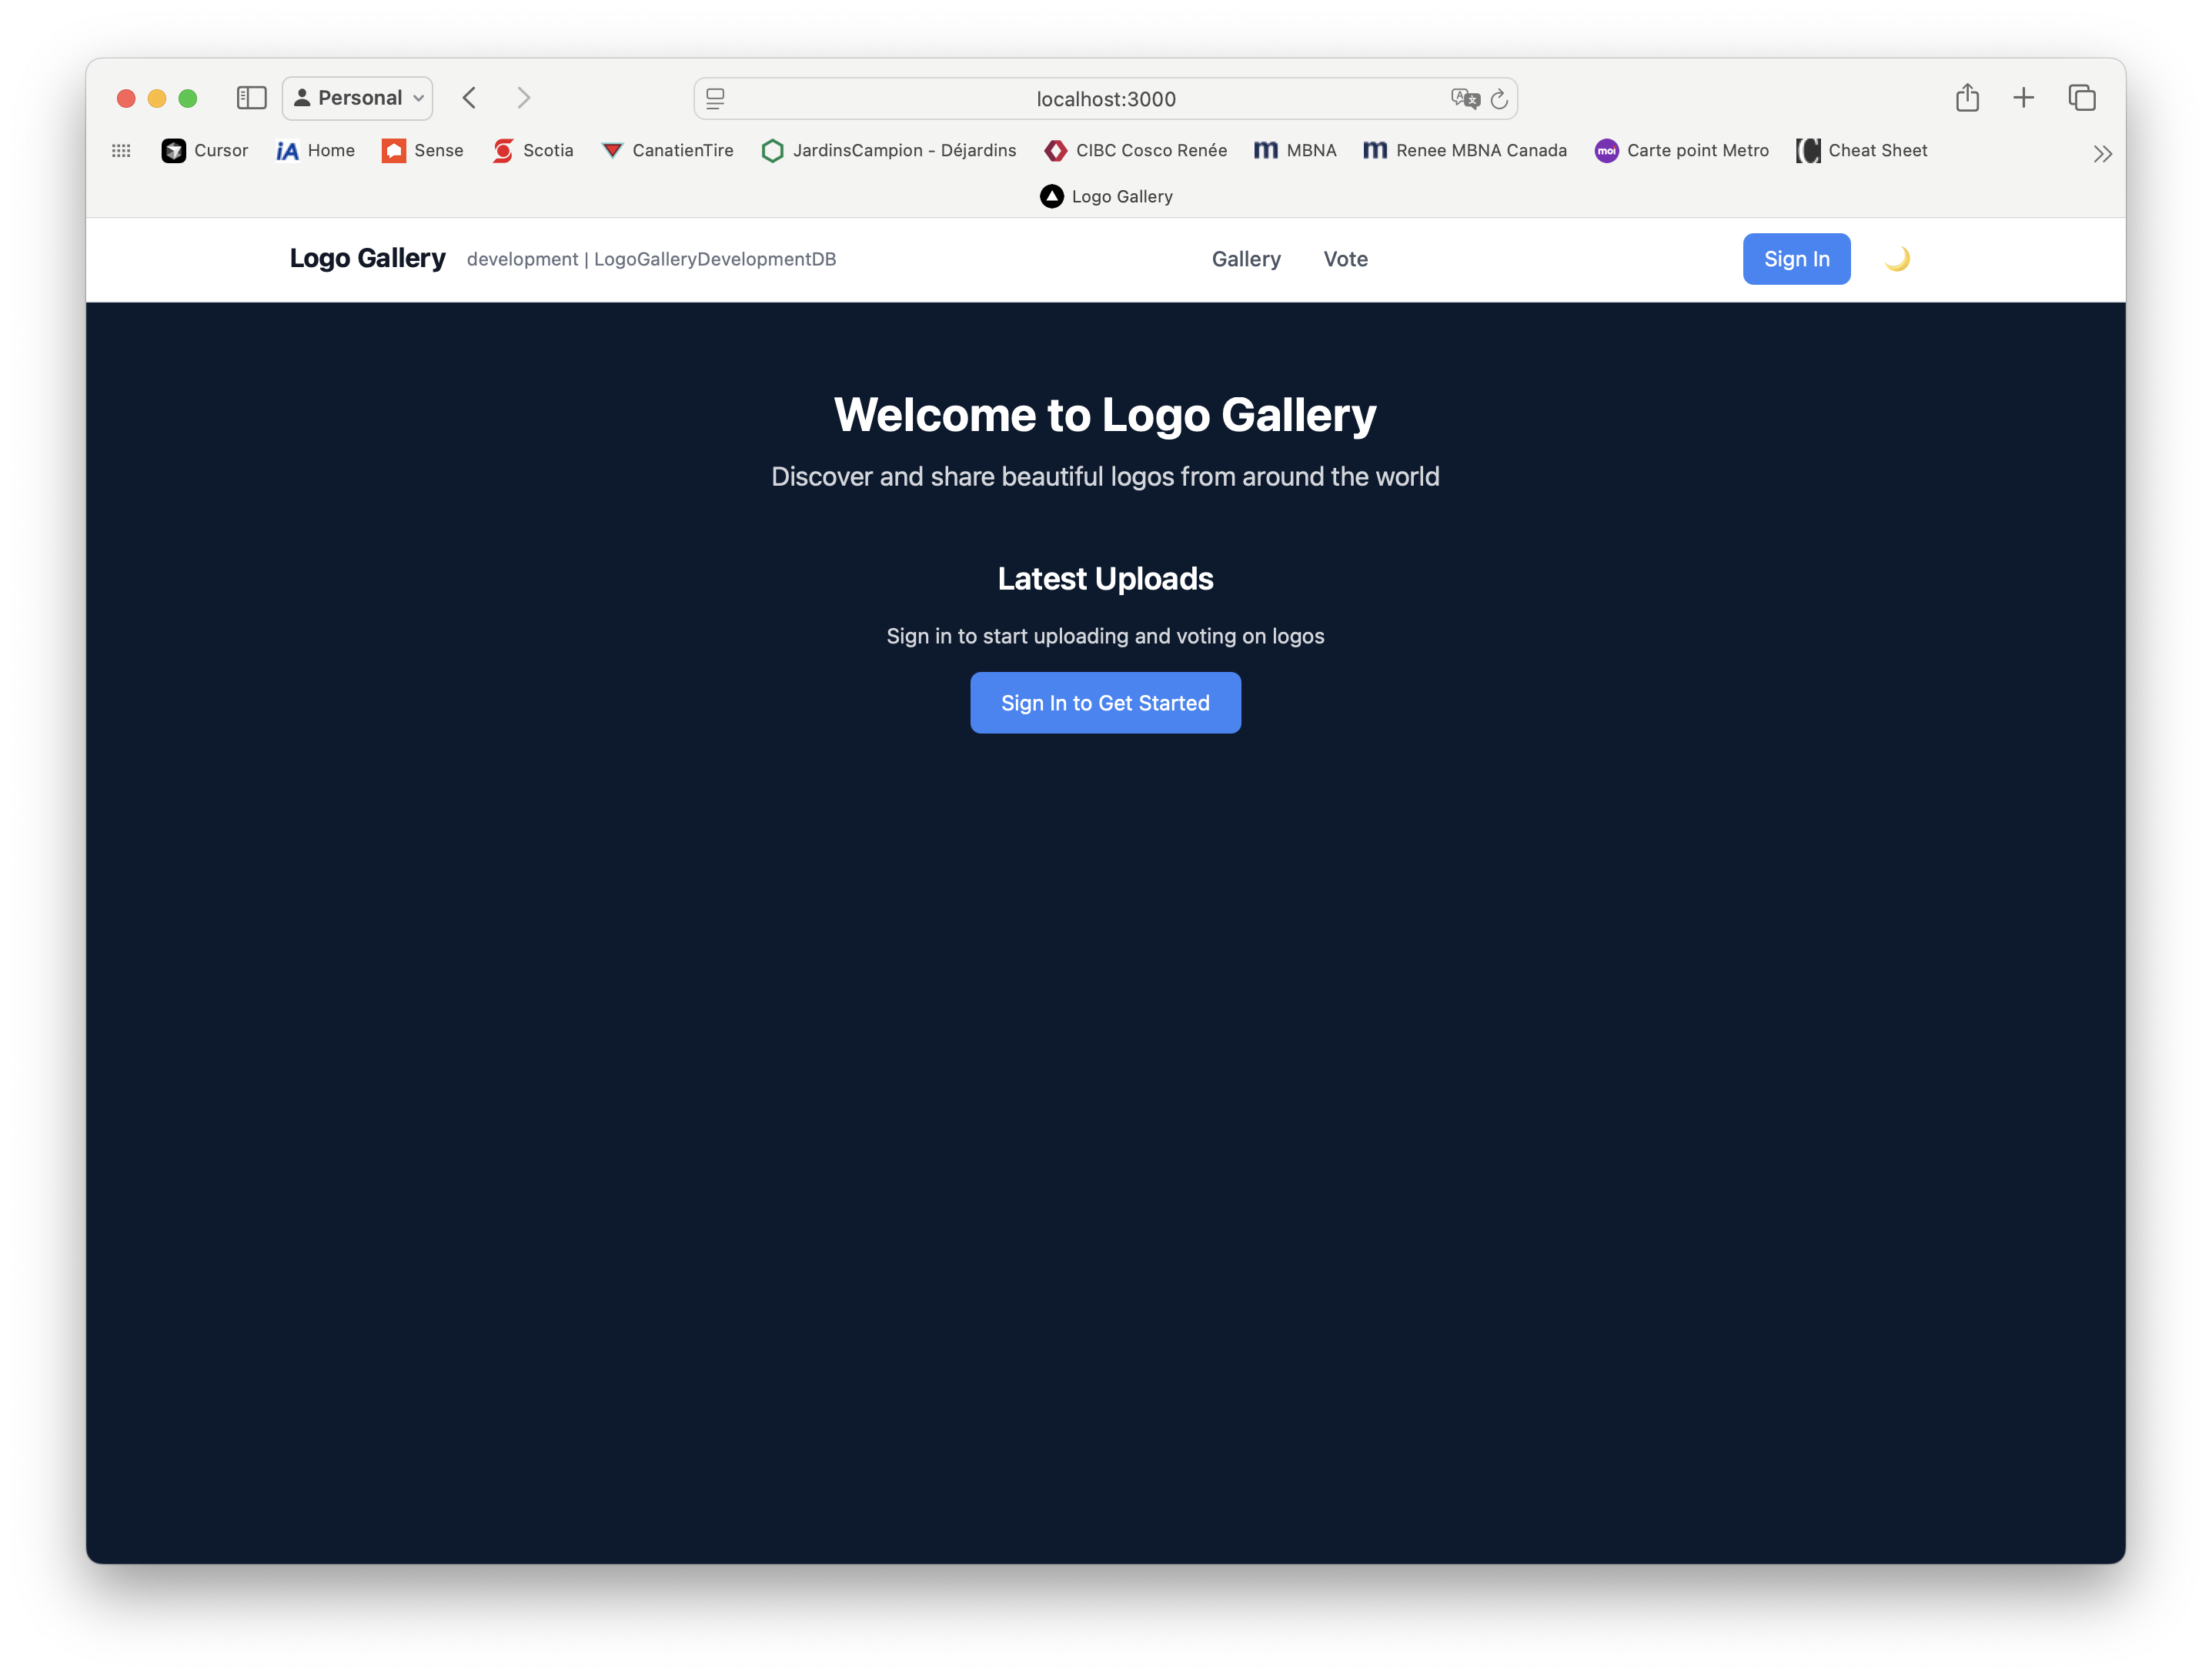 Personal
localhost:3000
Cursor
iA Home
Sense
Scotia
CanatienTire
JardinsCampion - Déjardins
CIBC Cosco Renée
m MBNA
m Renee MBNA Canada
moi Carte point Metro
Cheat Sheet
Logo Gallery
Logo Gallery development | LogoGalleryDevelopmentDB Gallery Vote Sign In
Welcome to Logo Gallery
Discover and share beautiful logos from around the world
Latest Uploads
Sign in to start uploading and voting on logos
Sign In to Get Started